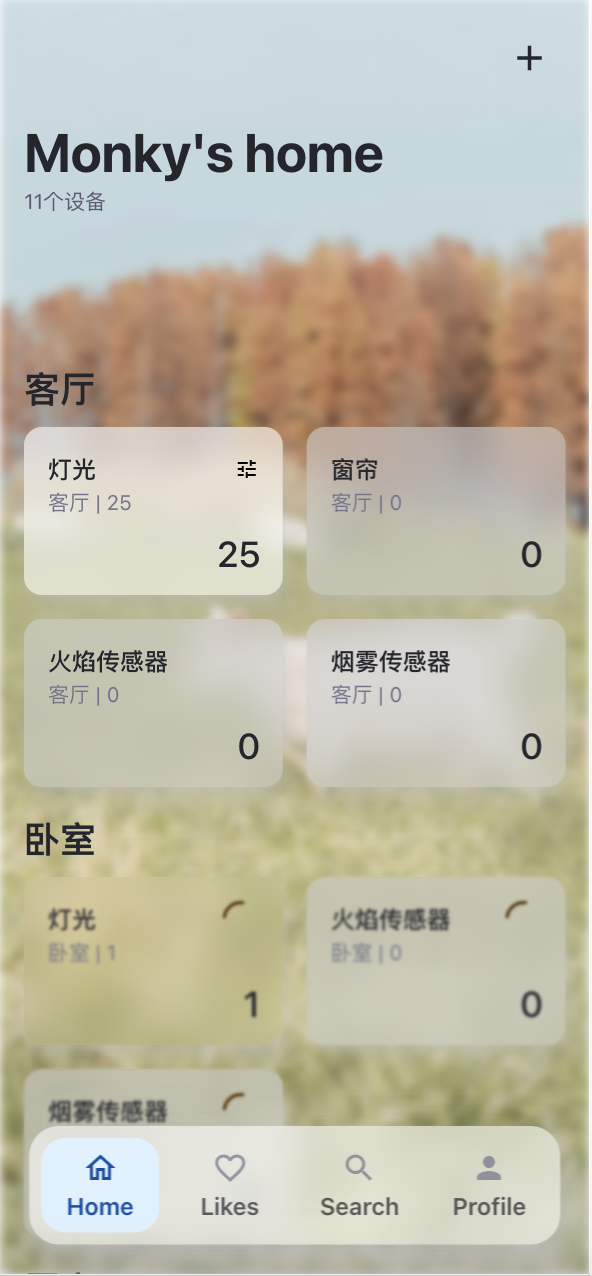 Monky's home
11个设备
客厅
灯光
客厅 | 25
25
窗帘
客厅 | 0
0
火焰传感器
客厅 | 0
0
烟雾传感器
客厅 | 0
0
卧室
灯光
卧室 | 1
1
火焰传感器
卧室 | 0
0
烟雾传感器
Home
Likes
Search
Profile